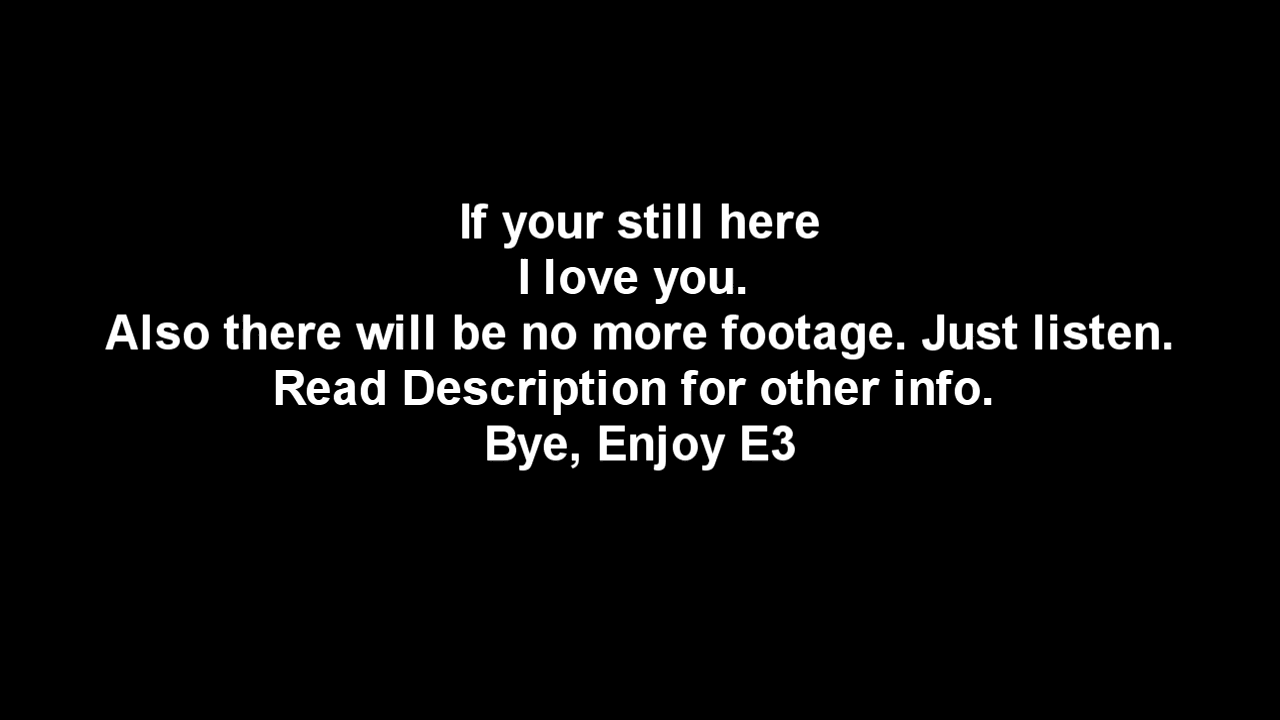 If your still here
I love you.
Also there will be no more footage. Just listen.
Read Description for other info.
Bye, Enjoy E3